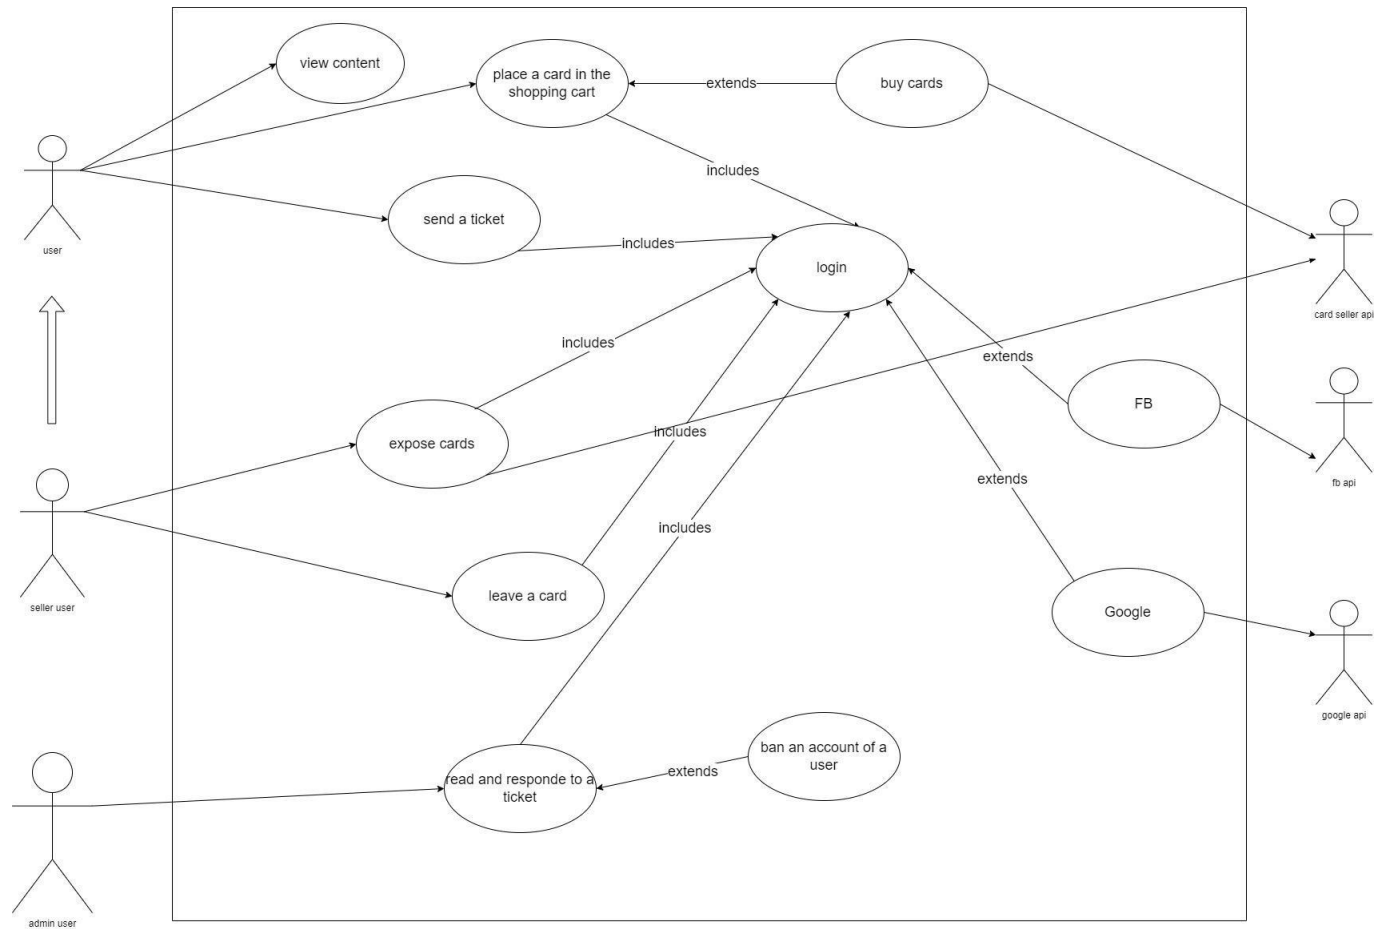 view content
place a card in the
shopping cart
extends
buy cards
includes
user
send a ticket
includes
login
card seller api
includes
extends
FB
expose cards
includes
fb api
extends
includes
seller user
leave a card
Google
google api
read and responde to a
ticket
extends
ban an account of a
user
admin user